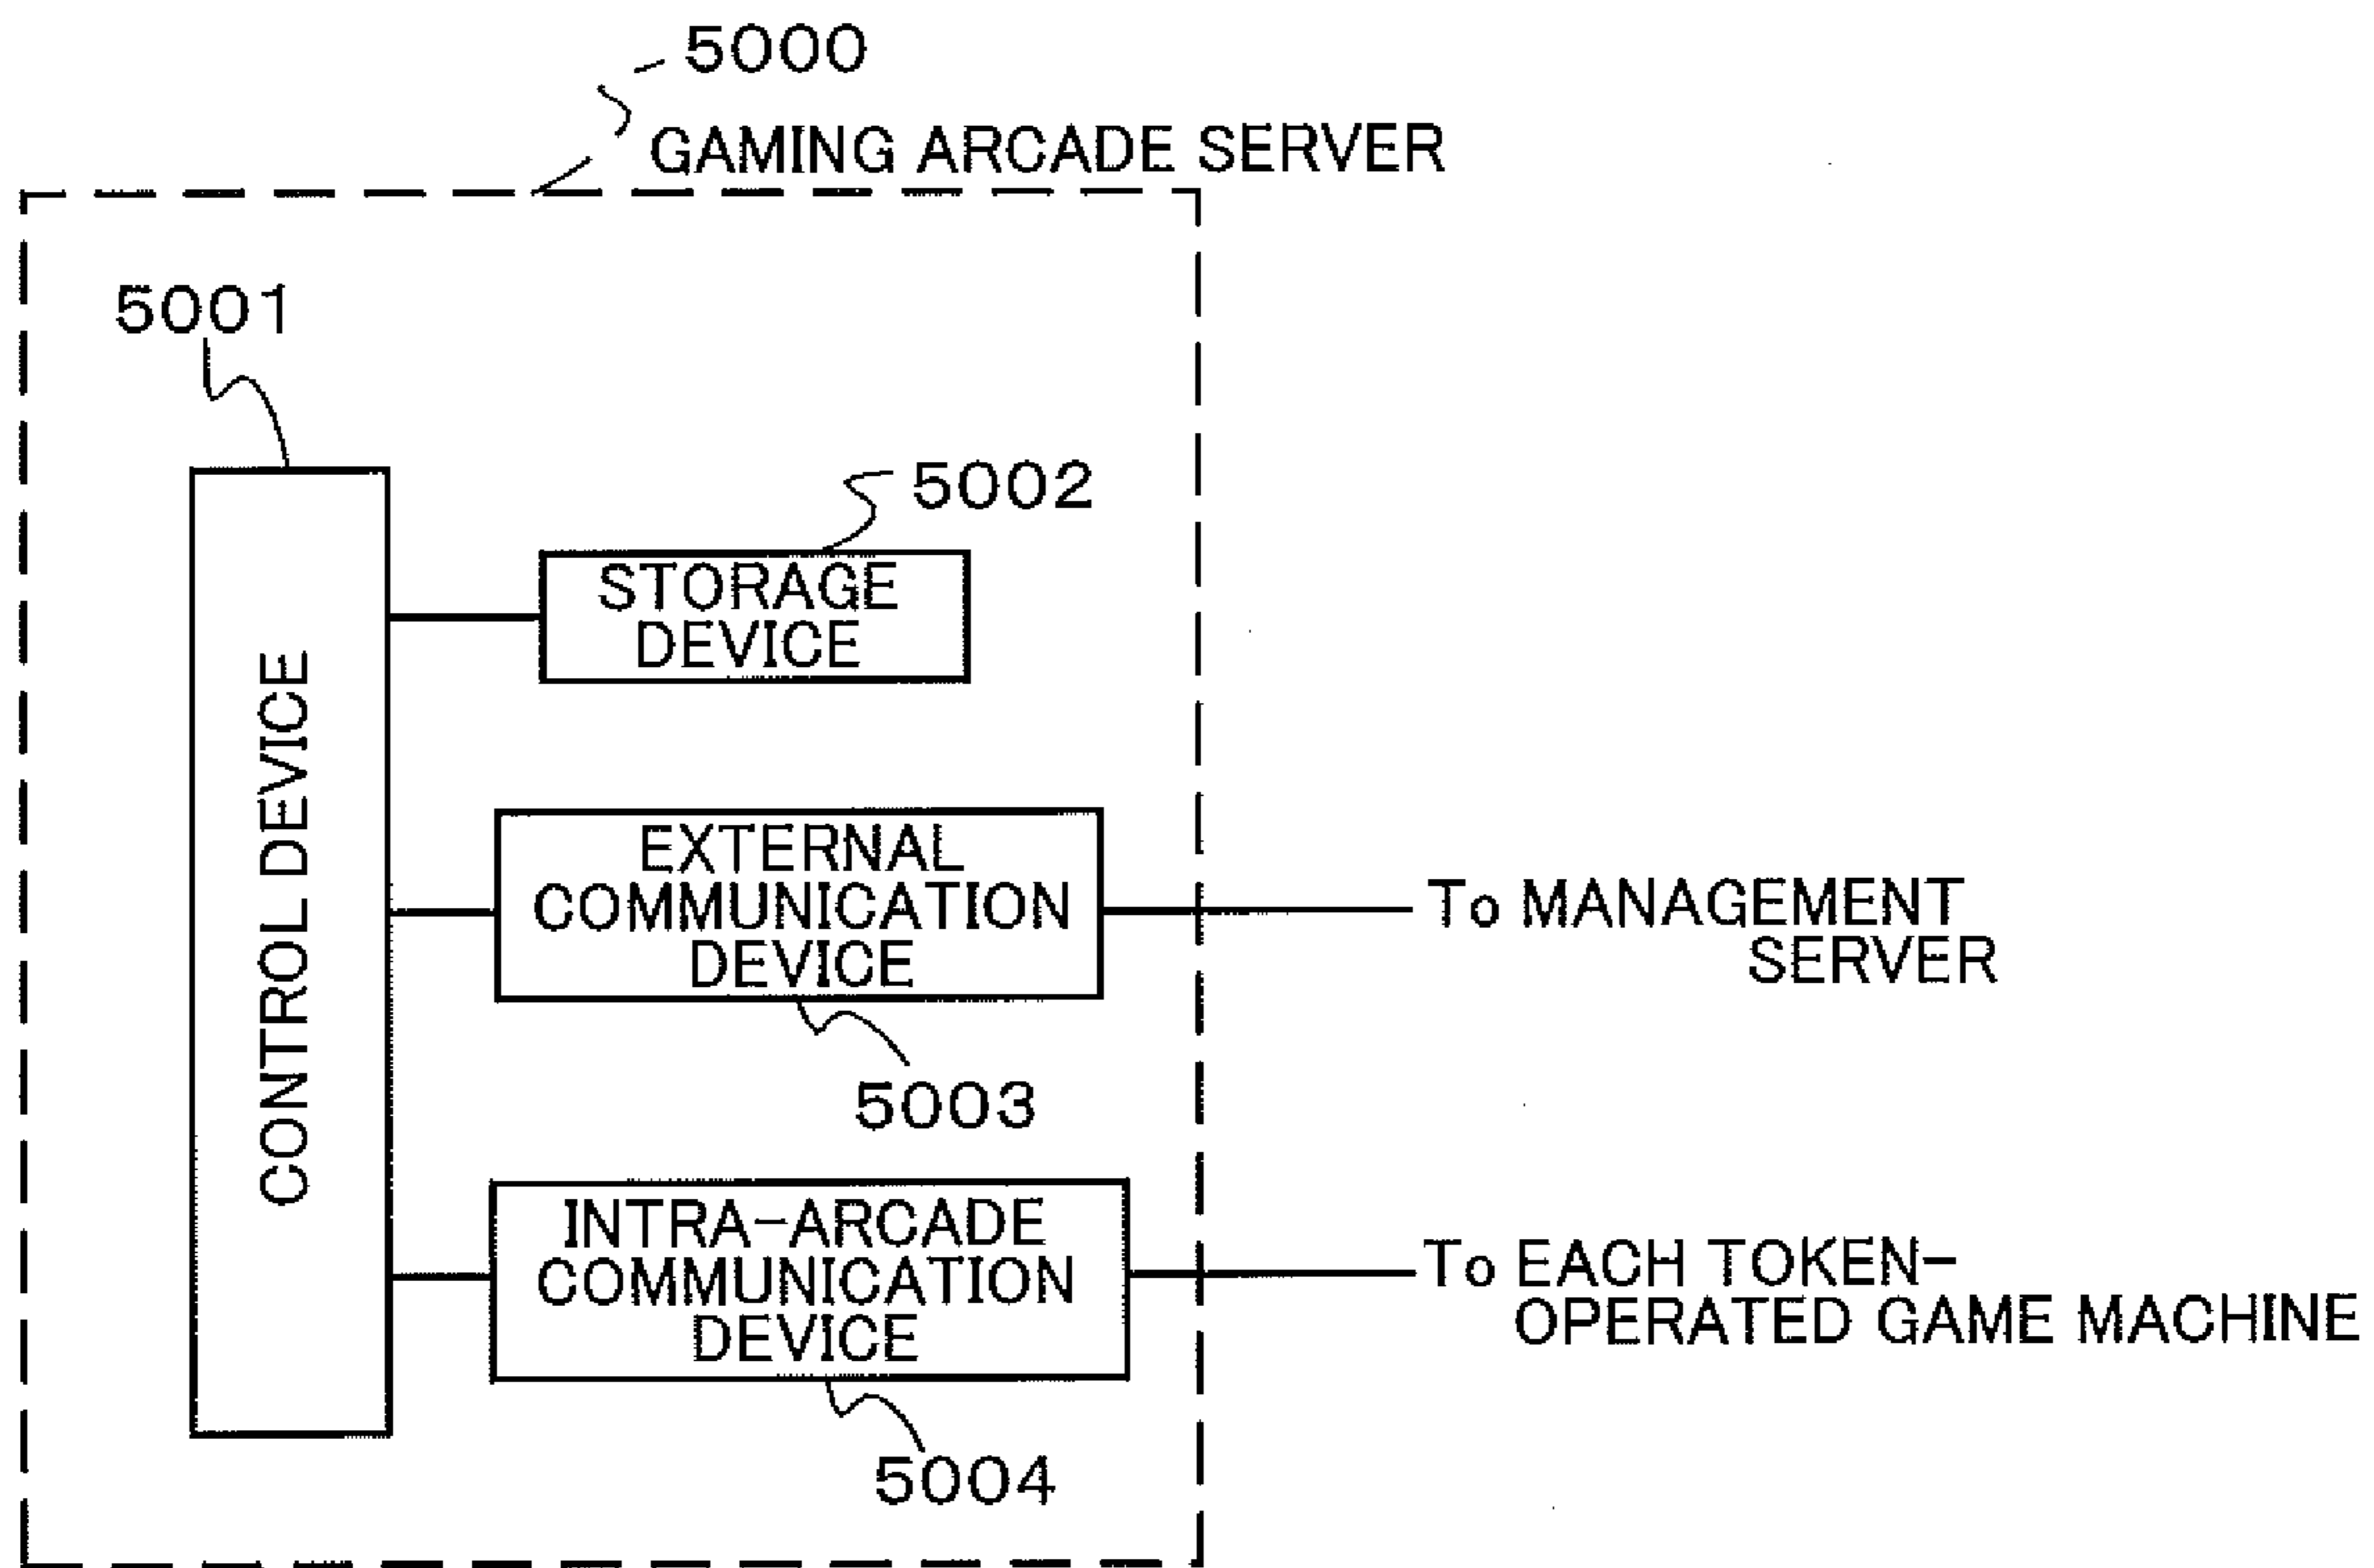 5000
GAMING ARCADE SERVER
5001
5002
STORAGE
DEVICE
CONTROL DEVICE
EXTERNAL
COMMUNICATION
DEVICE
To MANAGEMENT
SERVER
5003
INTRA-ARCADE
COMMUNICATION
DEVICE
To EACH TOKEN-
OPERATED GAME MACHINE
5004